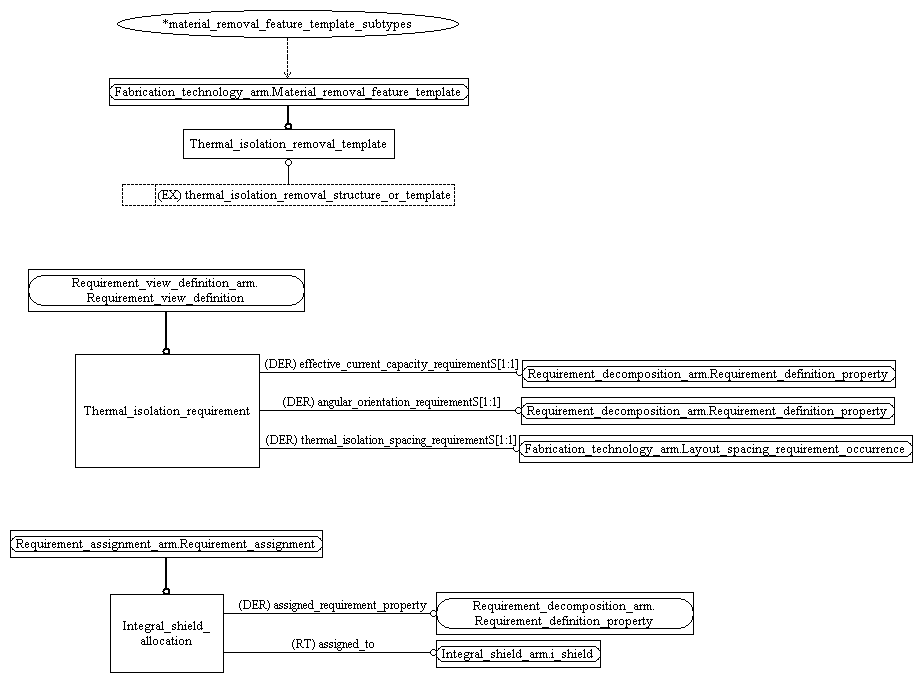 *material_removal_feature_template_subtypes
Fabrication_technology_arm.Material_removal_feature_template
Thermal_isolation_removal_template
(EX) thermal_isolation_removal_structure_or_template
Requirement_view_definition_arm.
Requirement_view_definition
Thermal_isolation_requirement
(DER) effective_current_capacity_requirementS[1:1]
Requirement_decomposition_arm.Requirement_definition_property
(DER) angular_orientation_requirementS[1:1]
Requirement_decomposition_arm.Requirement_definition_property
(DER) thermal_isolation_spacing_requirementS[1:1]
Fabrication_technology_arm.Layout_spacing_requirement_occurrence
Requirement_assignment_arm.Requirement_assignment
Integral_shield_
allocation
(DER) assigned_requirement_property
Requirement_decomposition_arm.
Requirement_definition_property
(RT) assigned_to
Integral_shield_arm.i_shield